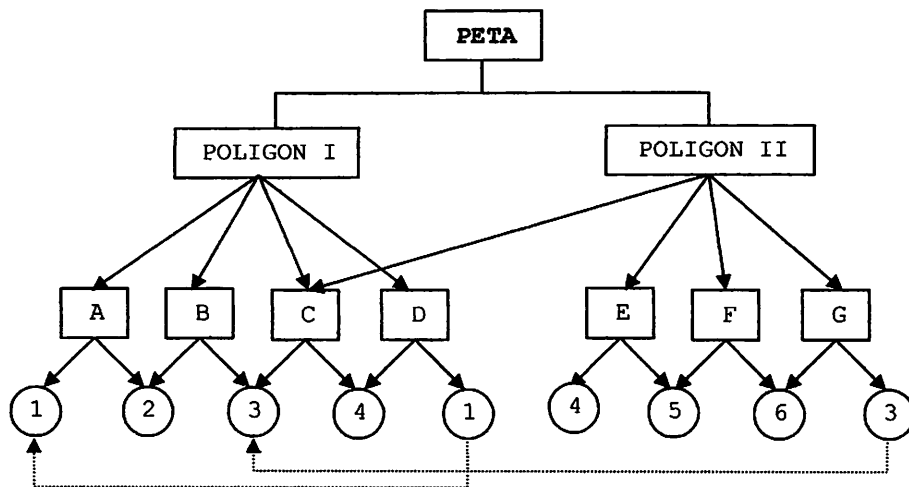 PETA
POLIGON I
POLIGON II
A B C D E F G
1 2 3 4 1 4 5 6 3